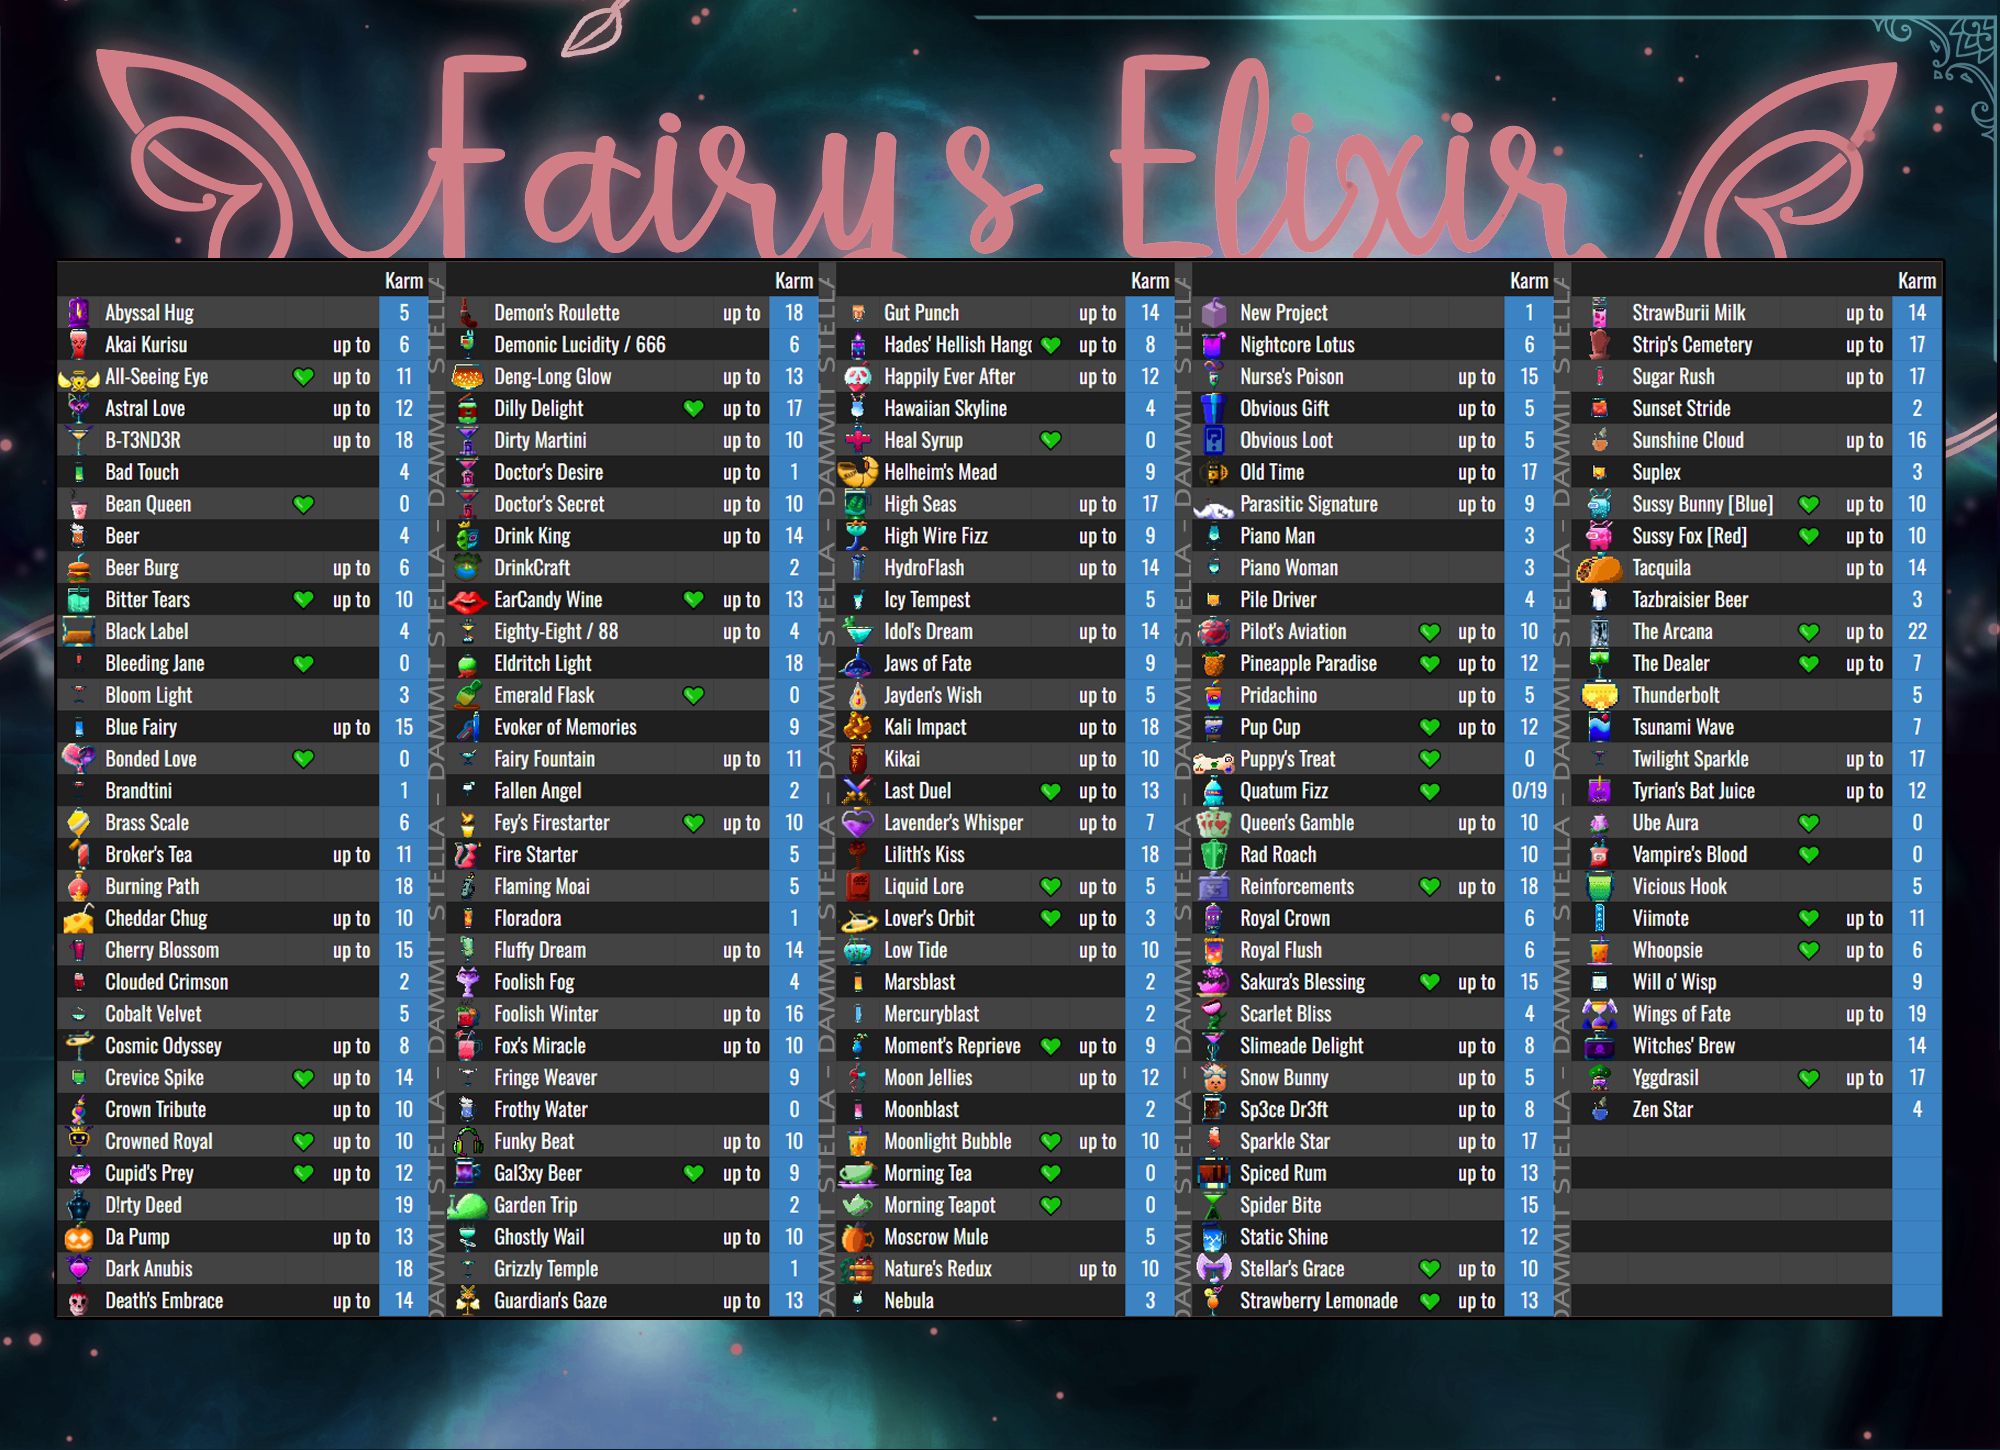 Fairy's Elixir
Karm
Abyssal Hug 5
Akai Kurisu up to 6
All-Seeing Eye up to 11
Astral Love up to 12
B-T3ND3R up to 18
Bad Touch 4
Bean Queen 0
Beer 4
Beer Burg up to 6
Bitter Tears up to 10
Black Label 4
Bleeding Jane 0
Bloom Light 3
Blue Fairy up to 15
Bonded Love 0
Brandtini 1
Brass Scale 6
Broker's Tea up to 11
Burning Path 18
Cheddar Chug up to 10
Cherry Blossom up to 15
Clouded Crimson 2
Cobalt Velvet 5
Cosmic Odyssey up to 8
Crevice Spike up to 14
Crown Tribute up to 10
Crowned Royal up to 10
Cupid's Prey up to 12
D!rty Deed 19
Da Pump up to 13
Dark Anubis 18
Death's Embrace up to 14
DAMMIT STELLA - DAMMIT STELLA - DAMMIT STELLA
Karm
Demon's Roulette up to 18
Demonic Lucidity / 666 6
Deng-Long Glow up to 13
Dilly Delight up to 17
Dirty Martini up to 10
Doctor's Desire up to 1
Doctor's Secret up to 10
Drink King up to 14
DrinkCraft 2
EarCandy Wine up to 13
Eighty-Eight / 88 up to 4
Eldritch Light 18
Emerald Flask 0
Evoker of Memories 9
Fairy Fountain up to 11
Fallen Angel 2
Fey's Firestarter up to 10
Fire Starter 5
Flaming Moai 5
Floradora 1
Fluffy Dream up to 14
Foolish Fog 4
Foolish Winter up to 16
Fox's Miracle up to 10
Fringe Weaver 9
Frothy Water 0
Funky Beat up to 10
Gal3xy Beer up to 9
Garden Trip 2
Ghostly Wail up to 10
Grizzly Temple 1
Guardian's Gaze up to 13
DAMMIT STELLA - DAMMIT STELLA - DAMMIT STELLA
Karm
Gut Punch up to 14
Hades' Hellish Hango up to 8
Happily Ever After up to 12
Hawaiian Skyline 4
Heal Syrup 0
Helheim's Mead 9
High Seas up to 17
High Wire Fizz up to 9
HydroFlash up to 14
Icy Tempest 5
Idol's Dream up to 14
Jaws of Fate 9
Jayden's Wish up to 5
Kali Impact up to 18
Kikai up to 10
Last Duel up to 13
Lavender's Whisper up to 7
Lilith's Kiss 18
Liquid Lore up to 5
Lover's Orbit up to 3
Low Tide up to 10
Marsblast 2
Mercuryblast 2
Moment's Reprieve up to 9
Moon Jellies up to 12
Moonblast 2
Moonlight Bubble up to 10
Morning Tea 0
Morning Teapot 0
Moscrow Mule 5
Nature's Redux up to 10
Nebula 3
DAMMIT STELLA - DAMMIT STELLA - DAMMIT STELLA
Karm
New Project 1
Nightcore Lotus 6
Nurse's Poison up to 15
Obvious Gift up to 5
Obvious Loot up to 5
Old Time up to 17
Parasitic Signature up to 9
Piano Man 3
Piano Woman 3
Pile Driver 4
Pilot's Aviation up to 10
Pineapple Paradise up to 12
Pridachino up to 5
Pup Cup up to 12
Puppy's Treat 0
Quatum Fizz 0/19
Queen's Gamble up to 10
Rad Roach 10
Reinforcements up to 18
Royal Crown 6
Royal Flush 6
Sakura's Blessing up to 15
Scarlet Bliss 4
Slimeade Delight up to 8
Snow Bunny up to 5
Sp3ce Dr3ft up to 8
Sparkle Star up to 17
Spiced Rum up to 13
Spider Bite 15
Static Shine 12
Stellar's Grace up to 10
Strawberry Lemonade up to 13
DAMMIT STELLA - DAMMIT STELLA - DAMMIT STELLA
Karm
StrawBurii Milk up to 14
Strip's Cemetery up to 17
Sugar Rush up to 17
Sunset Stride 2
Sunshine Cloud up to 16
Suplex 3
Sussy Bunny [Blue] up to 10
Sussy Fox [Red] up to 10
Tacquila up to 14
Tazbraisier Beer 3
The Arcana up to 22
The Dealer up to 7
Thunderbolt 5
Tsunami Wave 7
Twilight Sparkle up to 17
Tyrian's Bat Juice up to 12
Ube Aura 0
Vampire's Blood 0
Vicious Hook 5
Viimote up to 11
Whoopsie up to 6
Will o' Wisp 9
Wings of Fate up to 19
Witches' Brew 14
Yggdrasil up to 17
Zen Star 4